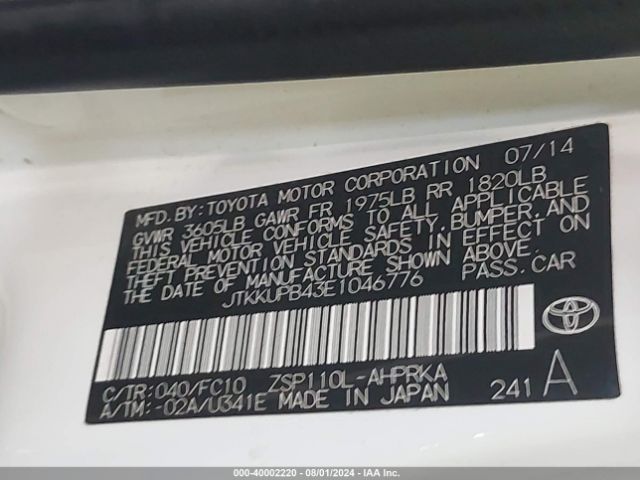 MFD. BY: TOYOTA MOTOR CORPORATION 07/14
GVWR 3605LB GAWR FR 1975LB RR 1820LB
THIS VEHICLE CONFORMS TO ALL APPLICABLE
FEDERAL MOTOR VEHICLE SAFETY, BUMPER, AND
THEFT PREVENTION STANDARDS IN EFFECT ON
THE DATE OF MANUFACTURE SHOWN ABOVE.
JTKKUPB43E1046776 PASS. CAR
C/TR: 040/FC10 ZSP110L-AHPRKA
A/TM: -02A/U341E MADE IN JAPAN 241 A
000-40002220 - 08/01/2024 - IAAI.COM